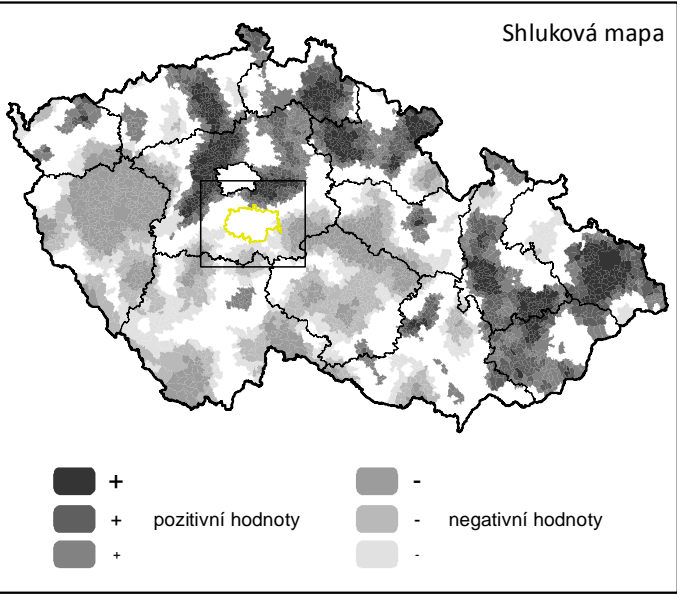 Shluková mapa
+ -
+ pozitivní hodnoty - negativní hodnoty
+ -